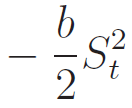 $- \frac{b}{2} S_t^2$